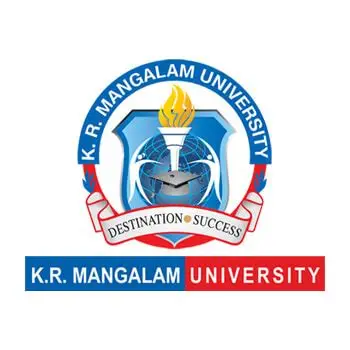 K. R. MANGALAM UNIVERSITY
DESTINATION • SUCCESS
K.R. MANGALAM UNIVERSITY